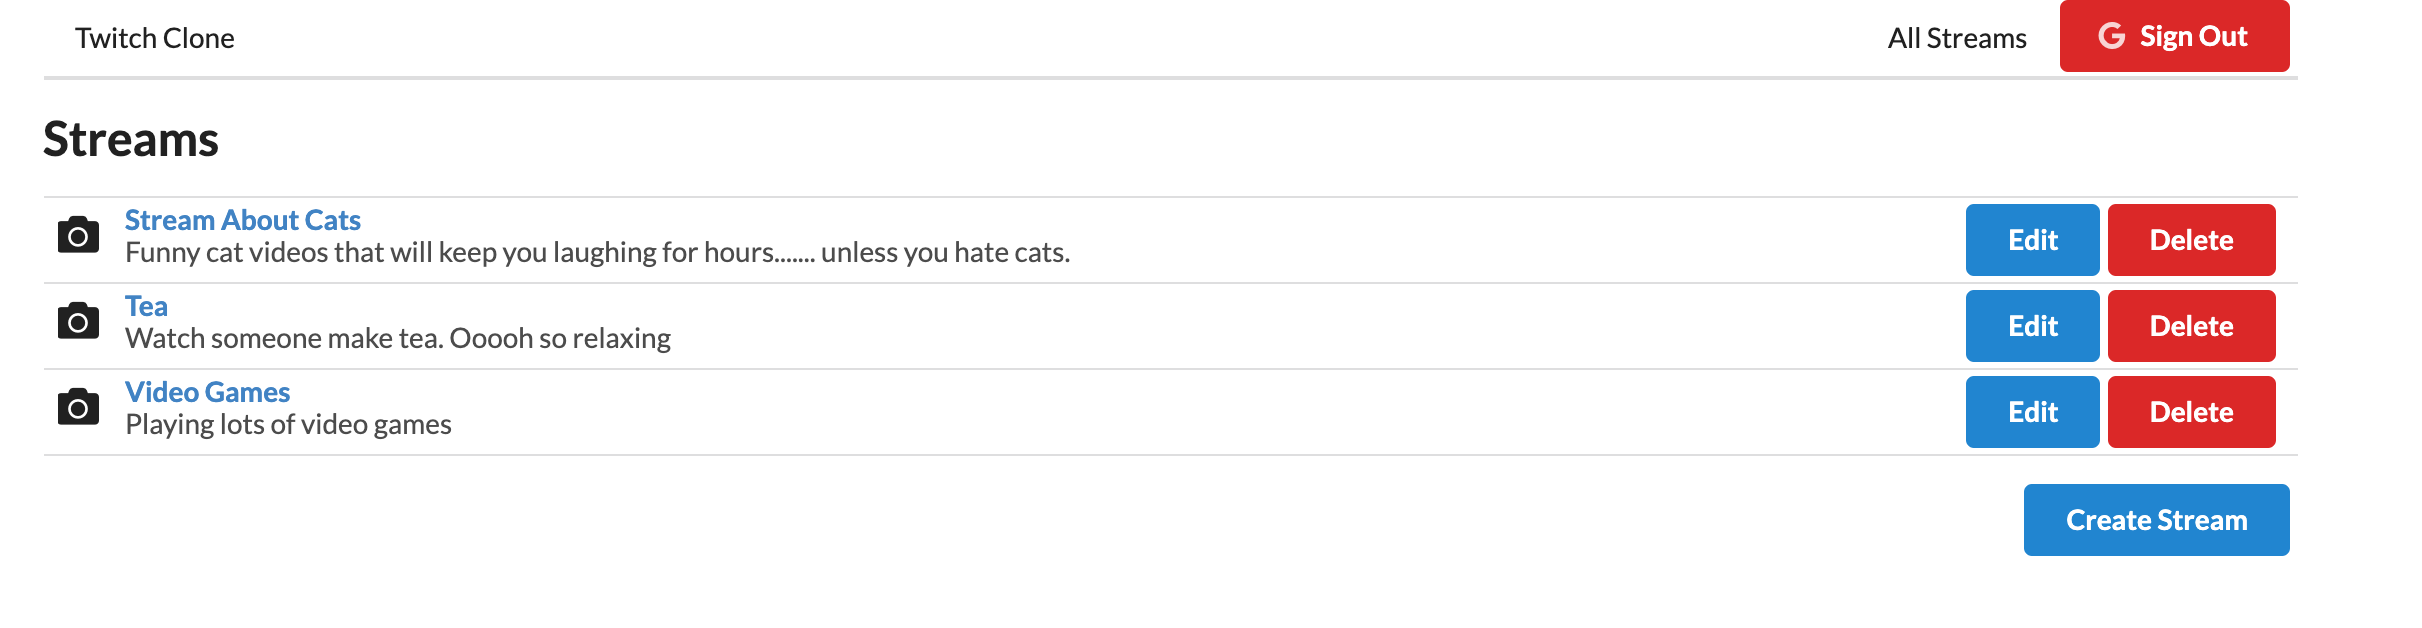 Twitch Clone
All Streams
Sign Out
Streams
Stream About Cats
Funny cat videos that will keep you laughing for hours....... unless you hate cats.
Edit
Delete
Tea
Watch someone make tea. Ooooh so relaxing
Edit
Delete
Video Games
Playing lots of video games
Edit
Delete
Create Stream